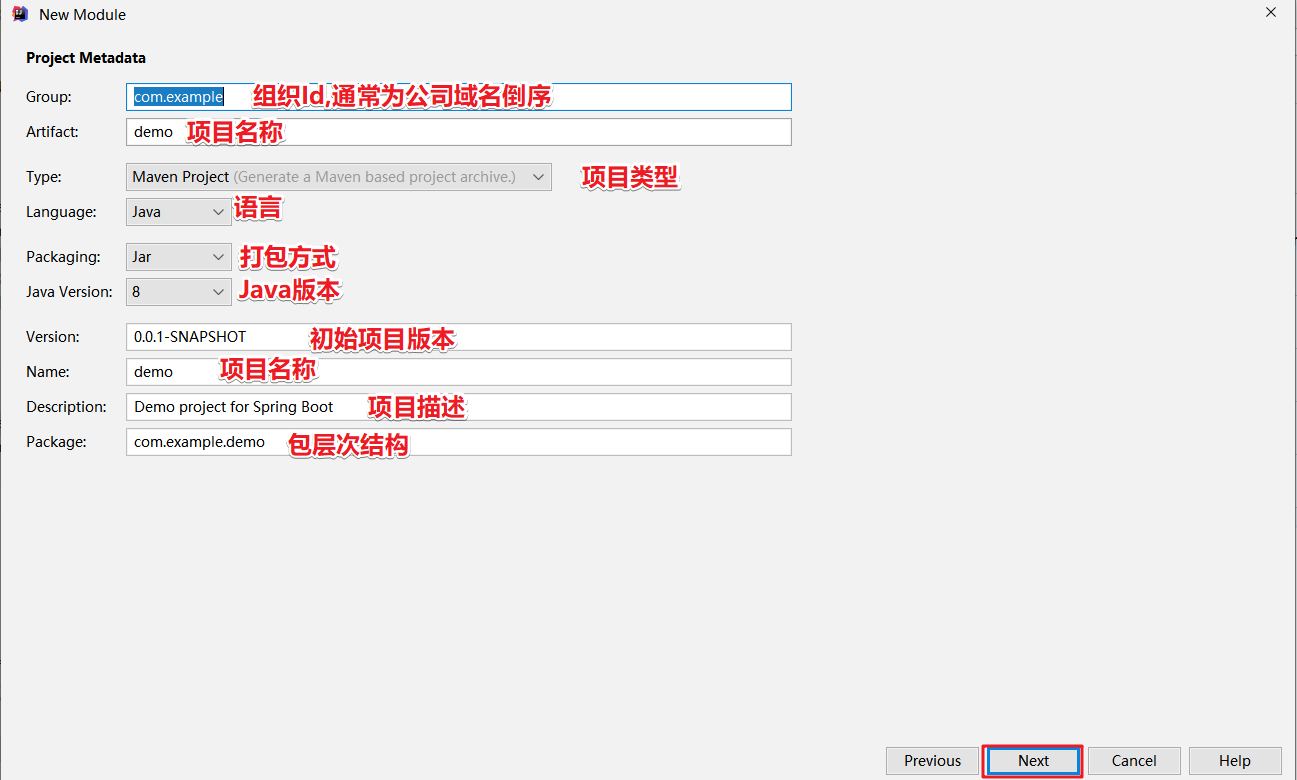 New Module
Project Metadata
Group: com.example 组织Id,通常为公司域名倒序
Artifact: demo 项目名称
Type: Maven Project (Generate a Maven based project archive.) 项目类型
Language: Java 语言
Packaging: Jar 打包方式
Java Version: 8 Java版本
Version: 0.0.1-SNAPSHOT 初始项目版本
Name: demo 项目名称
Description: Demo project for Spring Boot 项目描述
Package: com.example.demo 包层次结构
Previous Next Cancel Help